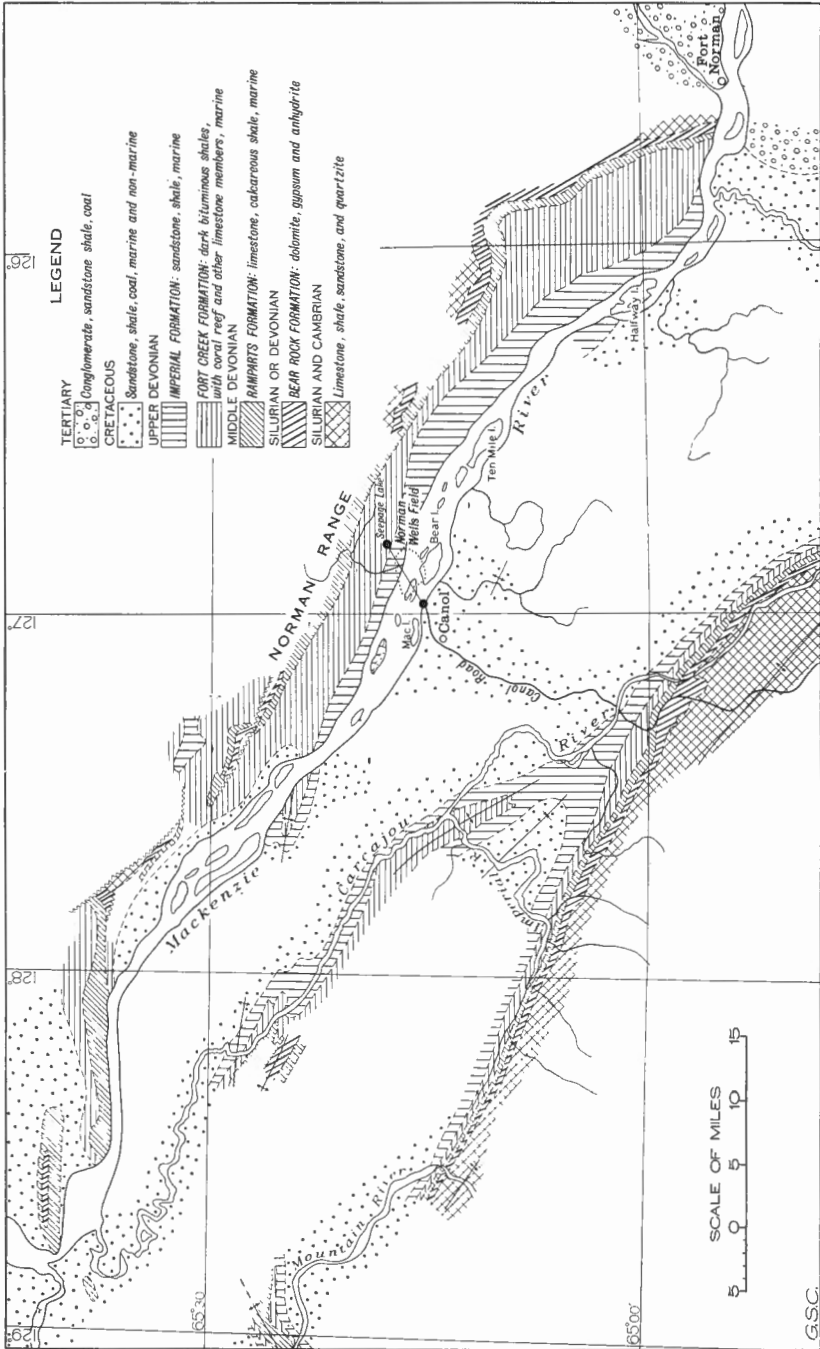 LEGEND
TERTIARY
Conglomerate, sandstone shale, coal
CRETACEOUS
Sandstone, shale, coal, marine and non-marine
UPPER DEVONIAN
IMPERIAL FORMATION: sandstone, shale, marine
FORT CREEK FORMATION: dark bituminous shales,
with coral reef and other limestone members, marine
MIDDLE DEVONIAN
RAMPARTS FORMATION: limestone, calcareous shale, marine
SILURIAN OR DEVONIAN
BEAR ROCK FORMATION: dolomite, gypsum and anhydrite
SILURIAN AND CAMBRIAN
Limestone, shale, sandstone, and quartzite
129°
128°
127°
126°
65°30'
65°00'
NORMAN RANGE
Seepage Lake
Norman
Wells Field
Bear I.
Mac I.
Canol
Canol Road
Ten Mile I.
Halfway I.
Fort
Norman
Mackenzie
River
Carcajou
River
Imperial R.
Mountain River
SCALE OF MILES
5 0 5 10 15
G.S.C.